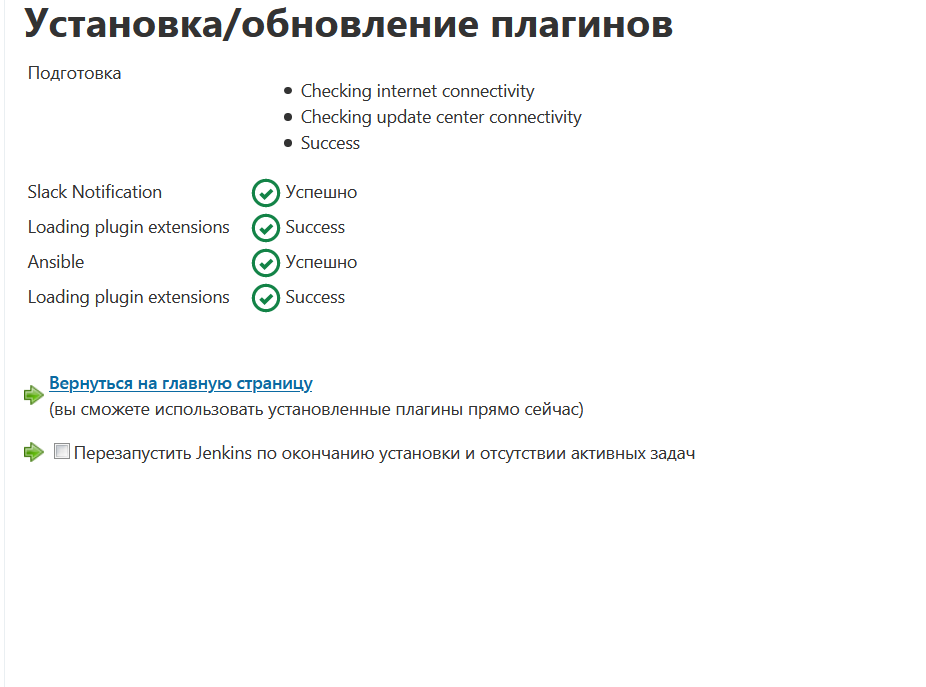 Установка/обновление плагинов
Подготовка
Checking internet connectivity
Checking update center connectivity
Success
Slack Notification Успешно
Loading plugin extensions Success
Ansible Успешно
Loading plugin extensions Success
Вернуться на главную страницу
(вы сможете использовать установленные плагины прямо сейчас)
Перезапустить Jenkins по окончанию установки и отсутствии активных задач